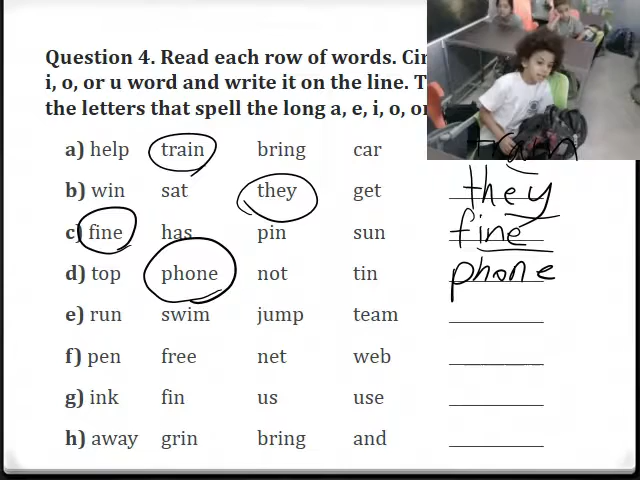 Question 4. Read each row of words. Cir
i, o, or u word and write it on the line. T
the letters that spell the long a, e, i, o, or
a) help train bring car train
b) win sat they get they
c) fine has pin sun fine
d) top phone not tin phone
e) run swim jump team
f) pen free net web
g) ink fin us use
h) away grin bring and